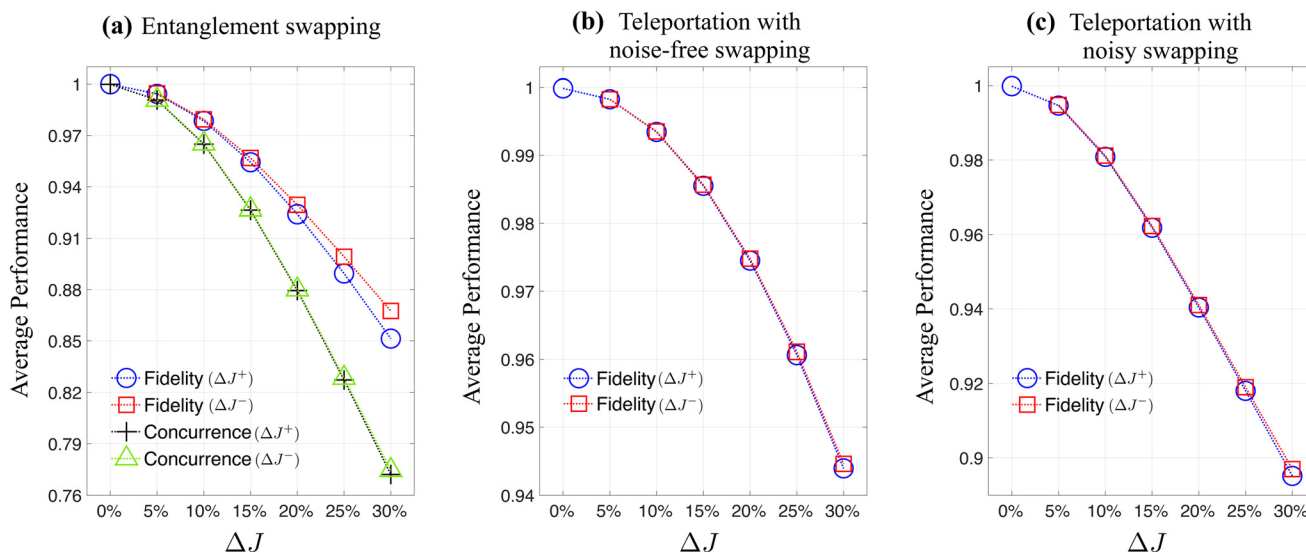 (a) Entanglement swapping
Average Performance
1
0.97
0.94
0.91
0.88
0.85
0.82
0.79
0.76
0% 5% 10% 15% 20% 25% 30%
ΔJ
Fidelity (ΔJ⁺)
Fidelity (ΔJ⁻)
Concurrence (ΔJ⁺)
Concurrence (ΔJ⁻)
(b) Teleportation with
noise-free swapping
Average Performance
1
0.99
0.98
0.97
0.96
0.95
0.94
0% 5% 10% 15% 20% 25% 30%
ΔJ
Fidelity (ΔJ⁺)
Fidelity (ΔJ⁻)
(c) Teleportation with
noisy swapping
Average Performance
1
0.98
0.96
0.94
0.92
0.9
0% 5% 10% 15% 20% 25% 30%
ΔJ
Fidelity (ΔJ⁺)
Fidelity (ΔJ⁻)